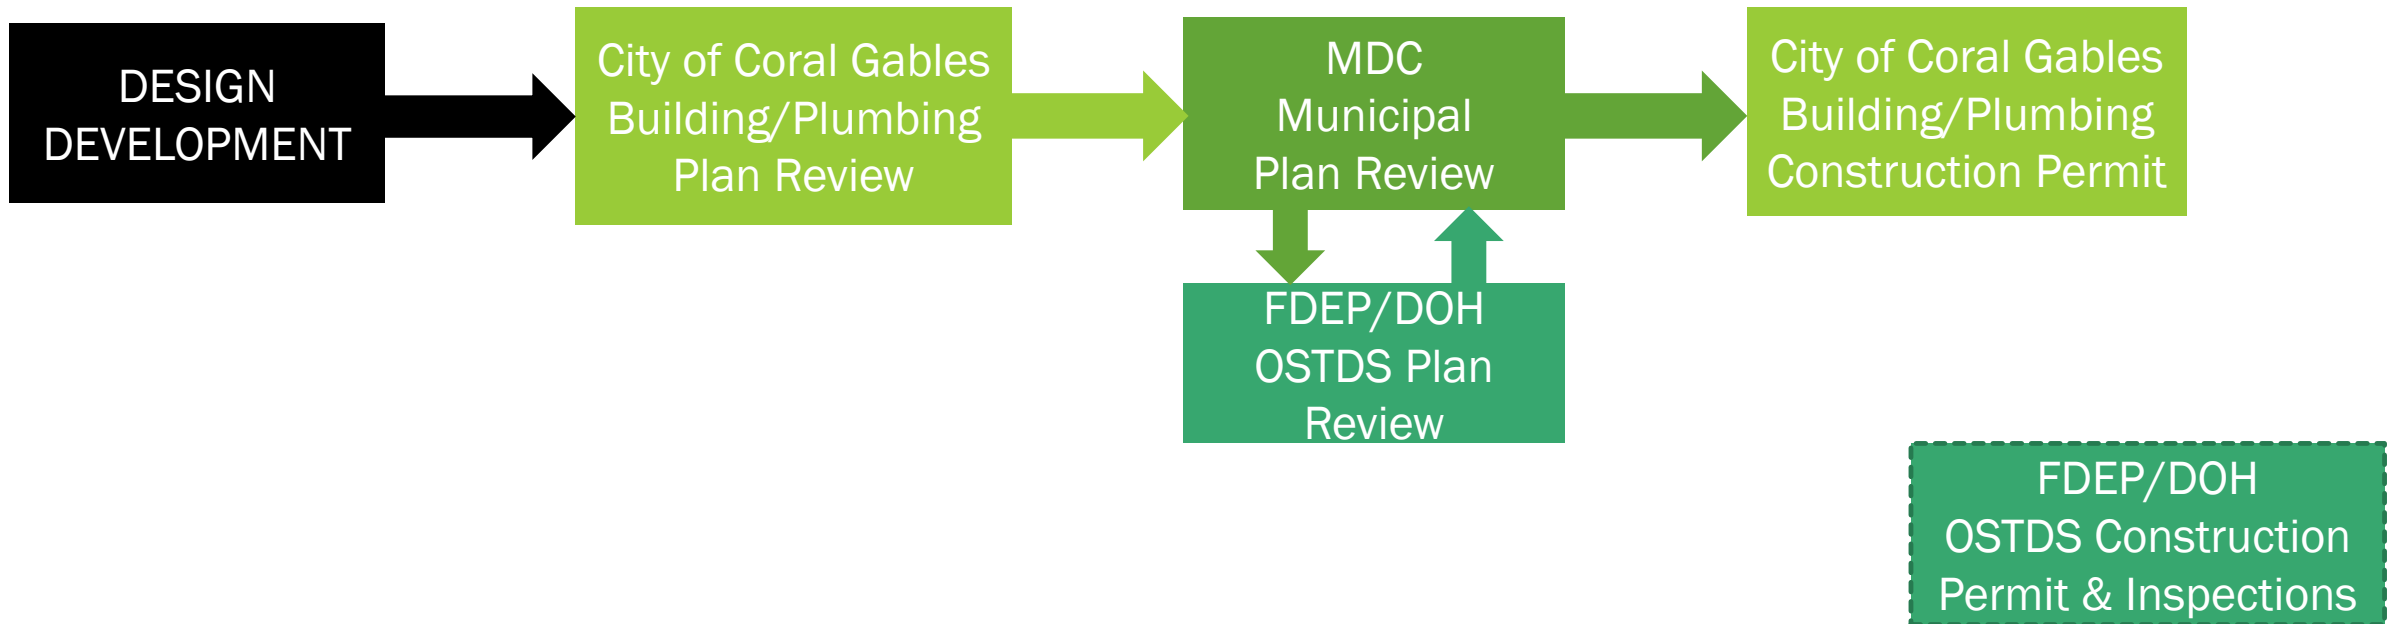 DESIGN
DEVELOPMENT
City of Coral Gables
Building/Plumbing
Plan Review
MDC
Municipal
Plan Review
City of Coral Gables
Building/Plumbing
Construction Permit
FDEP/DOH
OSTDS Plan
Review
FDEP/DOH
OSTDS Construction
Permit & Inspections